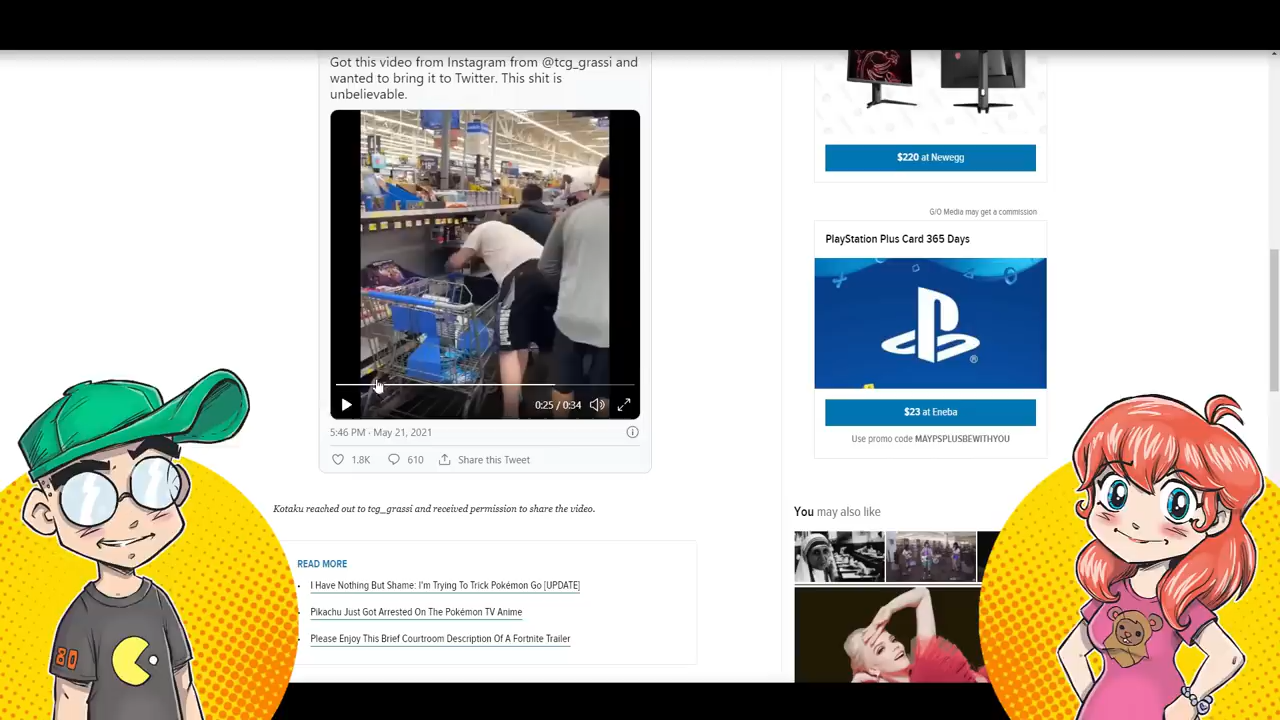 Got this video from Instagram from @tcg_grassi and
wanted to bring it to Twitter. This shit is
unbelievable.
0:25 / 0:34
5:46 PM · May 21, 2021
1.8K
610
Share this Tweet
Kotaku reached out to tcg_grassi and received permission to share the video.
READ MORE
I Have Nothing But Shame: I'm Trying To Trick Pokémon Go [UPDATE]
Pikachu Just Got Arrested On The Pokémon TV Anime
Please Enjoy This Brief Courtroom Description Of A Fortnite Trailer
$220 at Newegg
G/O Media may get a commission
PlayStation Plus Card 365 Days
$23 at Eneba
Use promo code MAYPSPLUSBEWITHYOU
You may also like
80